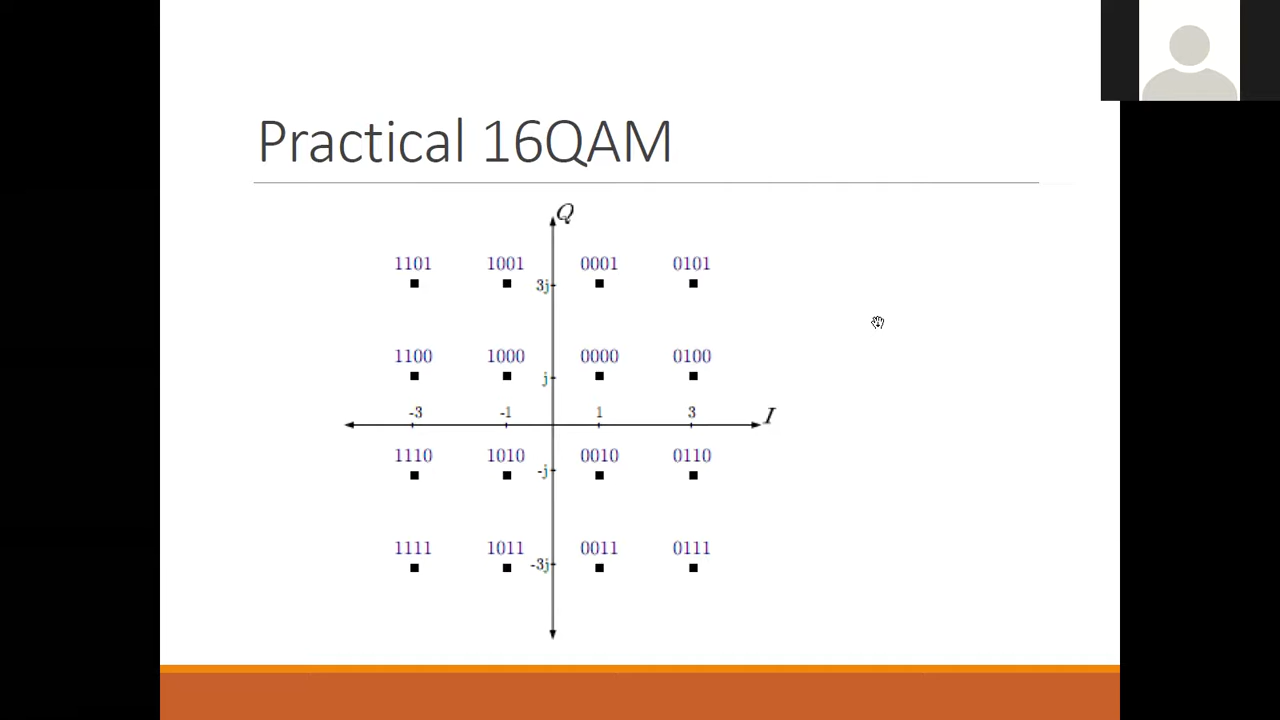 Practical 16QAM
Q
1101 1001 0001 0101
3j
1100 1000 0000 0100
j
-3 -1 1 3 I
1110 1010 0010 0110
-j
1111 1011 0011 0111
-3j